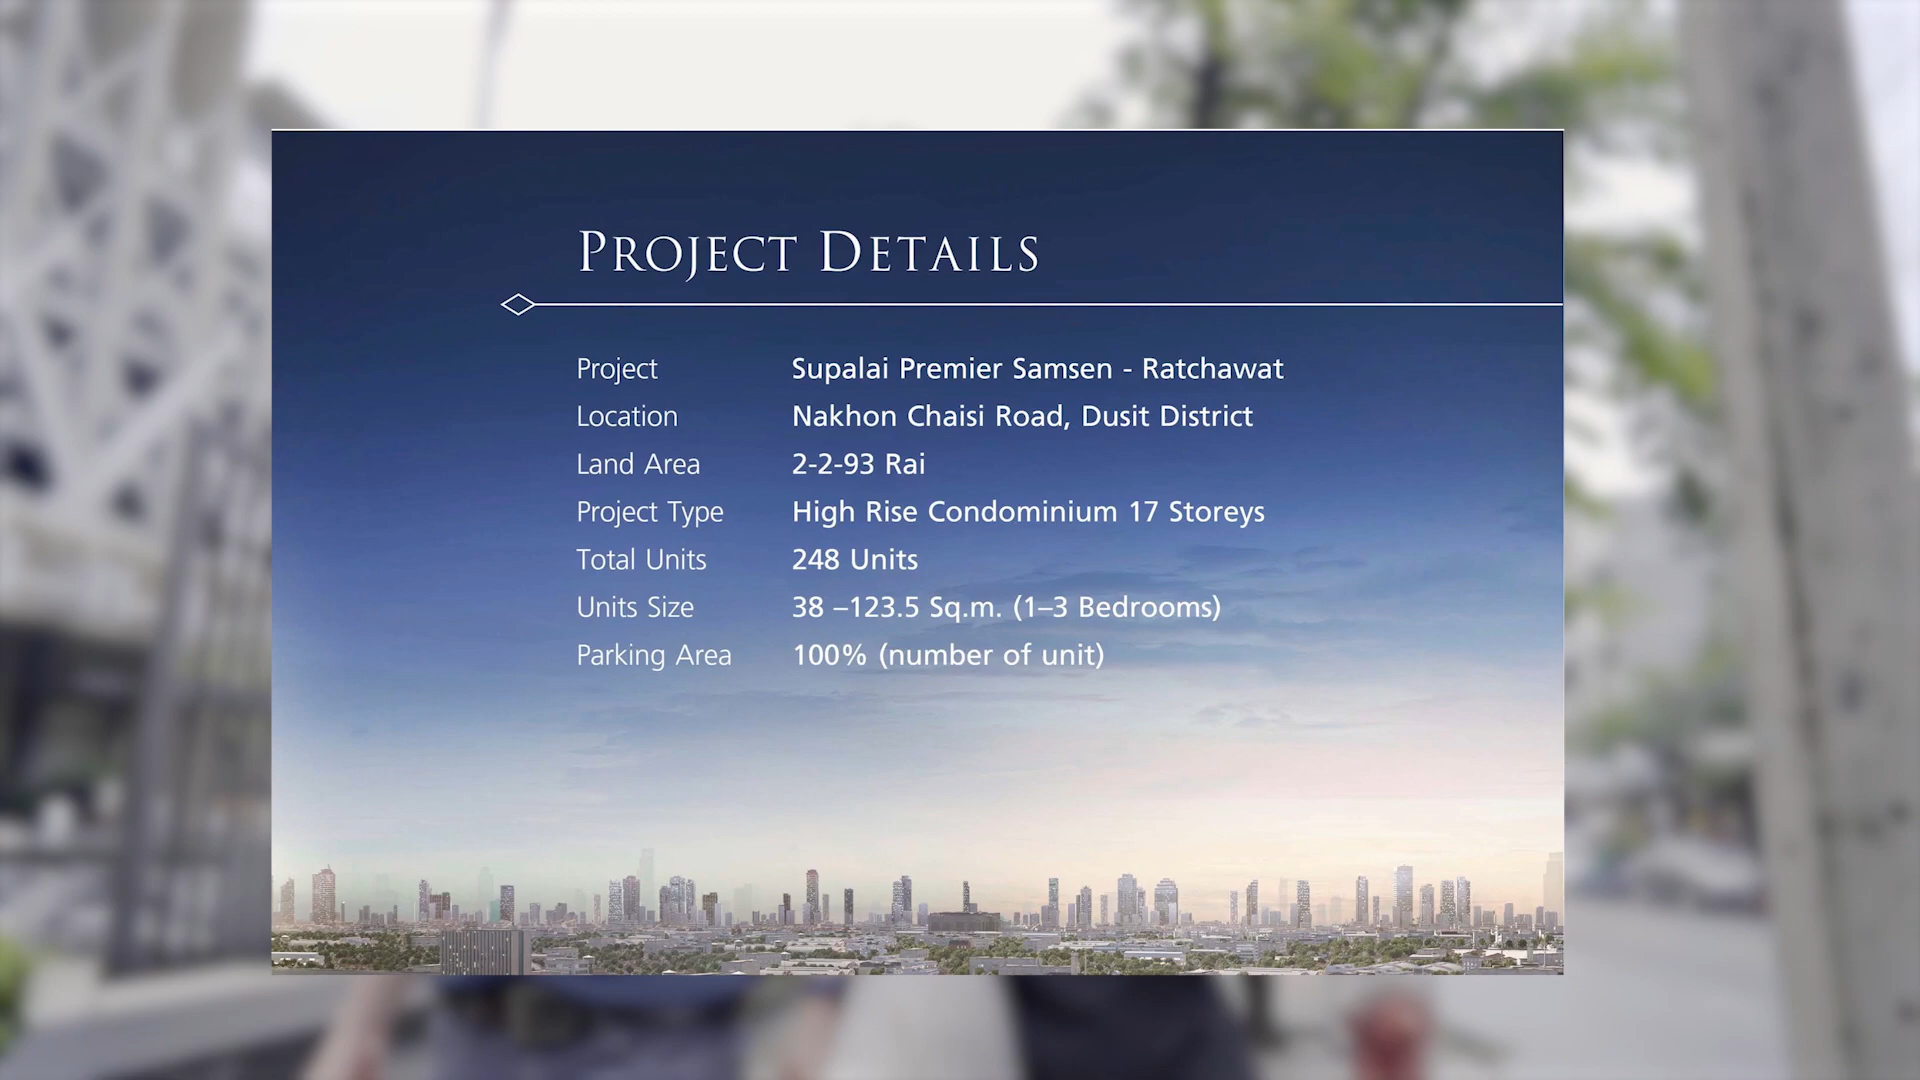 PROJECT DETAILS
Project Supalai Premier Samsen - Ratchawat
Location Nakhon Chaisi Road, Dusit District
Land Area 2-2-93 Rai
Project Type High Rise Condominium 17 Storeys
Total Units 248 Units
Units Size 38 –123.5 Sq.m. (1–3 Bedrooms)
Parking Area 100% (number of unit)